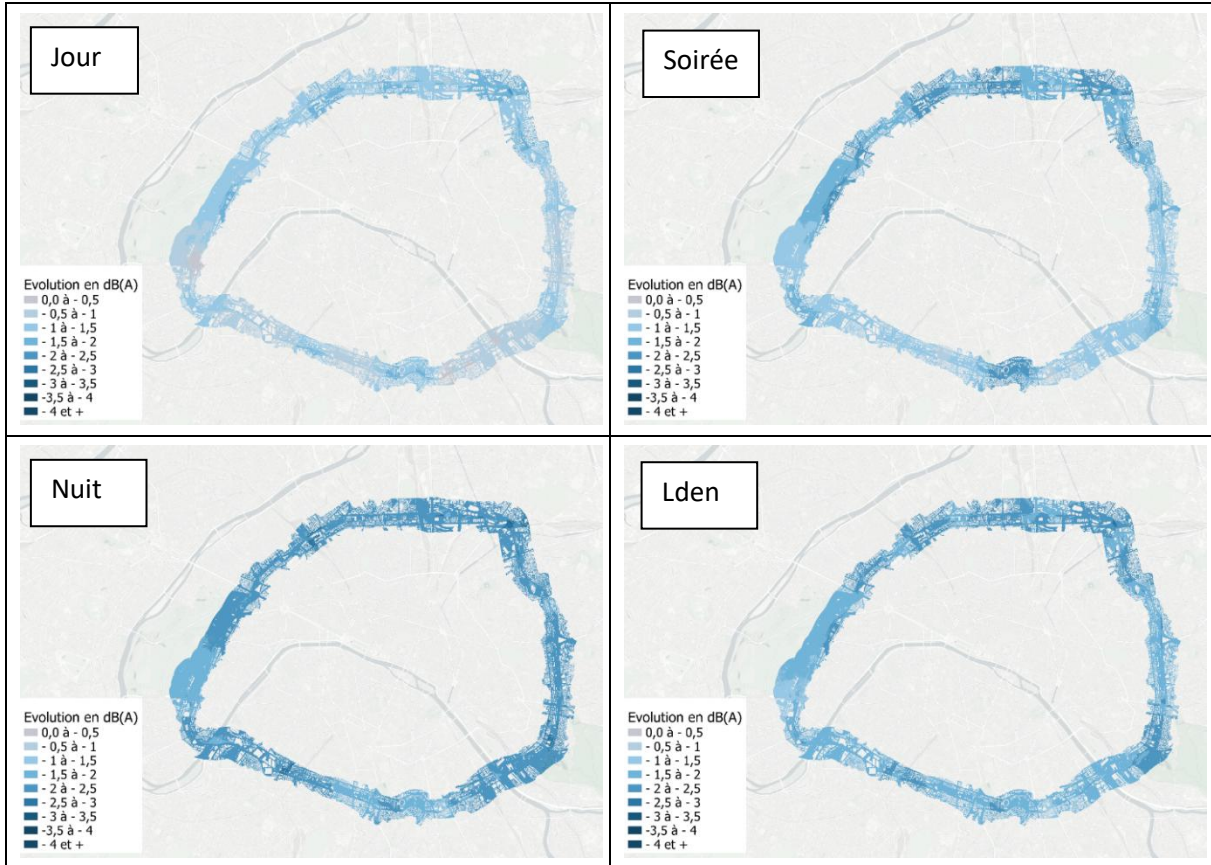 Jour
Evolution en dB(A)
0,0 à - 0,5
- 0,5 à - 1
- 1 à - 1,5
- 1,5 à - 2
- 2 à - 2,5
- 2,5 à - 3
- 3 à - 3,5
-3,5 à - 4
- 4 et +
Soirée
Evolution en dB(A)
0,0 à - 0,5
- 0,5 à - 1
- 1 à - 1,5
- 1,5 à - 2
- 2 à - 2,5
- 2,5 à - 3
- 3 à - 3,5
-3,5 à - 4
- 4 et +
Nuit
Evolution en dB(A)
0,0 à - 0,5
- 0,5 à - 1
- 1 à - 1,5
- 1,5 à - 2
- 2 à - 2,5
- 2,5 à - 3
- 3 à - 3,5
-3,5 à - 4
- 4 et +
Lden
Evolution en dB(A)
0,0 à - 0,5
- 0,5 à - 1
- 1 à - 1,5
- 1,5 à - 2
- 2 à - 2,5
- 2,5 à - 3
- 3 à - 3,5
-3,5 à - 4
- 4 et +